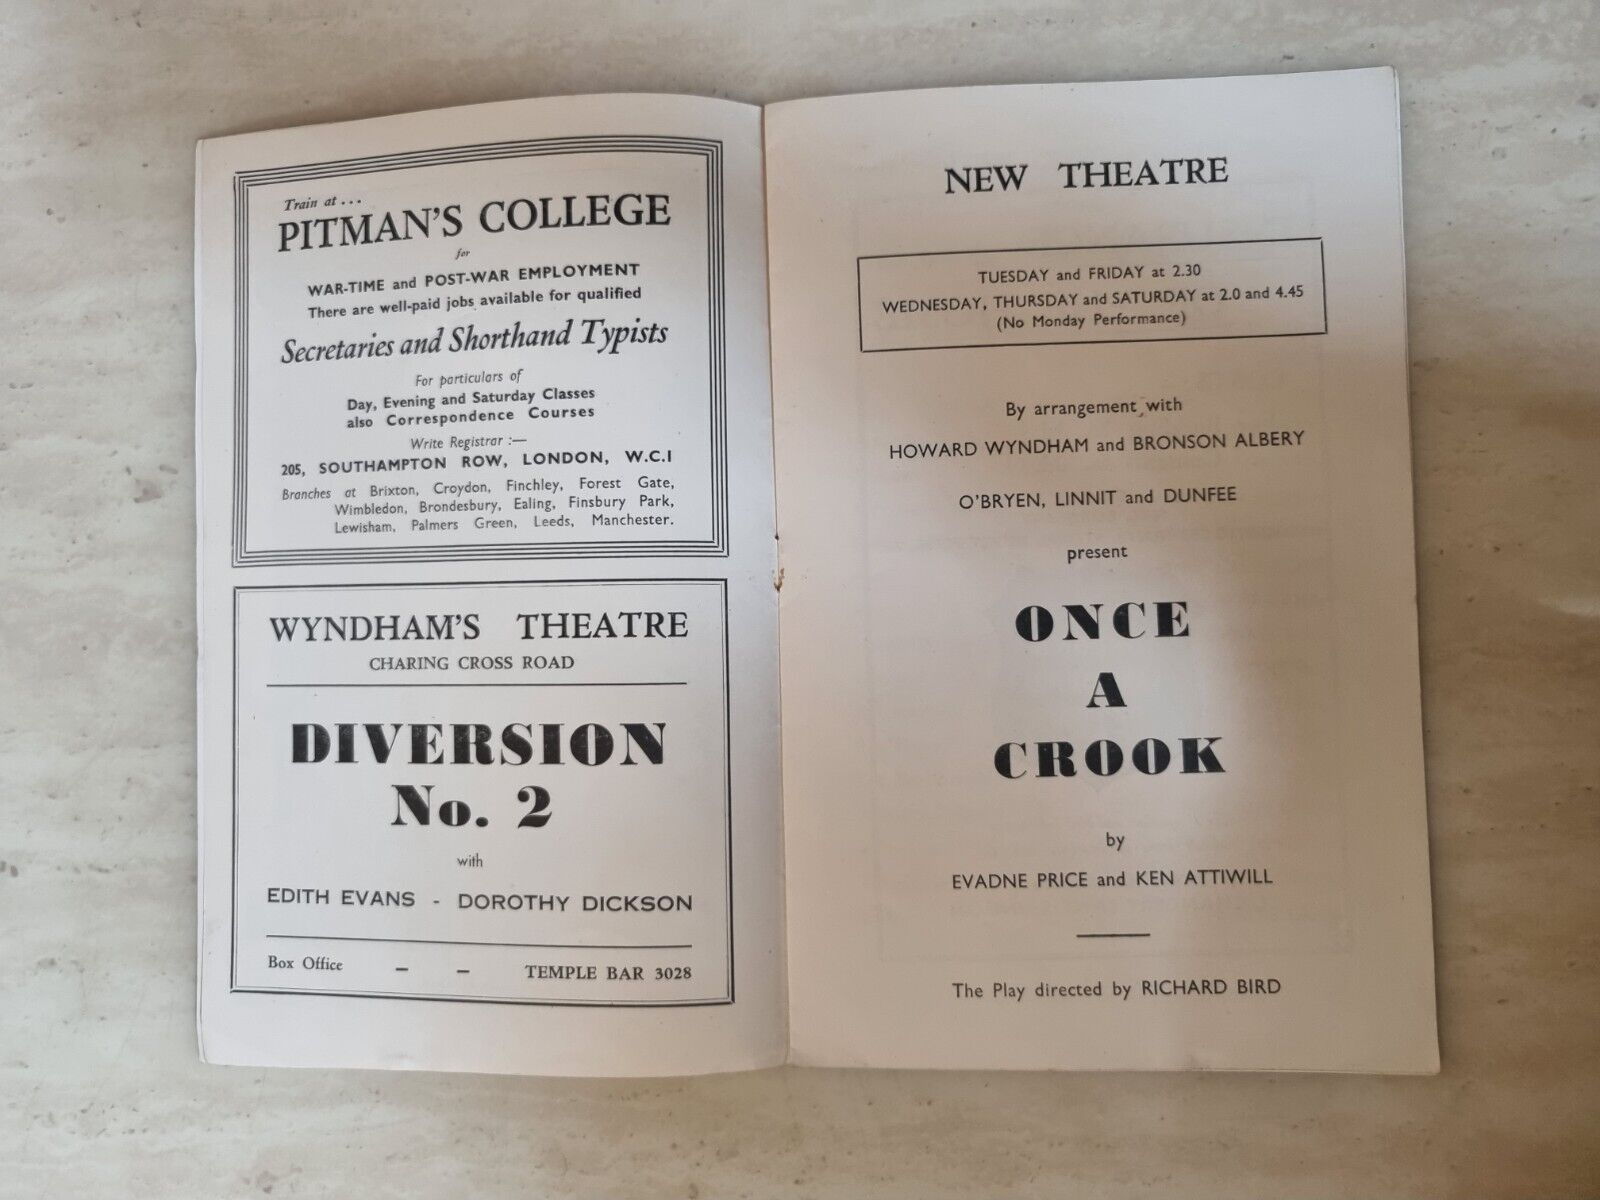 Train at ...
PITMAN'S COLLEGE
for
WAR-TIME and POST-WAR EMPLOYMENT
There are well-paid jobs available for qualified
Secretaries and Shorthand Typists
For particulars of
Day, Evening and Saturday Classes
also Correspondence Courses
Write Registrar :—
205, SOUTHAMPTON ROW, LONDON, W.C.1
Branches at Brixton, Croydon, Finchley, Forest Gate,
Wimbledon, Brondesbury, Ealing, Finsbury Park,
Lewisham, Palmers Green, Leeds, Manchester.
WYNDHAM'S THEATRE
CHARING CROSS ROAD
DIVERSION
No. 2
with
EDITH EVANS - DOROTHY DICKSON
Box Office – – TEMPLE BAR 3028
NEW THEATRE
TUESDAY and FRIDAY at 2.30
WEDNESDAY, THURSDAY and SATURDAY at 2.0 and 4.45
(No Monday Performance)
By arrangement with
HOWARD WYNDHAM and BRONSON ALBERY
O'BRYEN, LINNIT and DUNFEE
present
ONCE
A
CROOK
by
EVADNE PRICE and KEN ATTIWILL
The Play directed by RICHARD BIRD